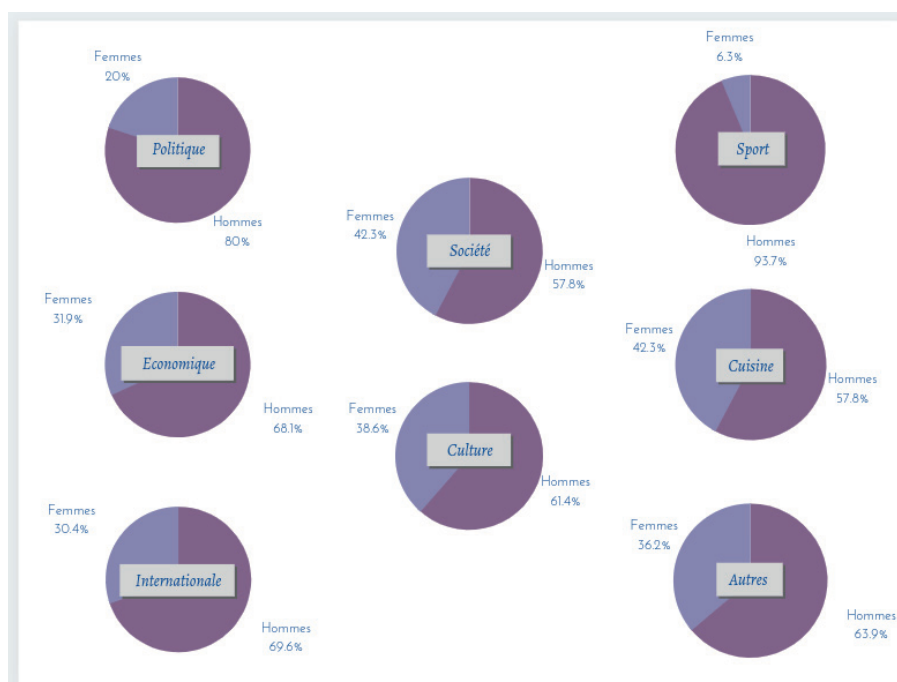 Femmes
20%
Politique
Hommes
80%
Femmes
6.3%
Sport
Hommes
93.7%
Femmes
42.3%
Société
Hommes
57.8%
Femmes
31.9%
Economique
Hommes
68.1%
Femmes
42.3%
Cuisine
Hommes
57.8%
Femmes
38.6%
Culture
Hommes
61.4%
Femmes
30.4%
Internationale
Hommes
69.6%
Femmes
36.2%
Autres
Hommes
63.9%